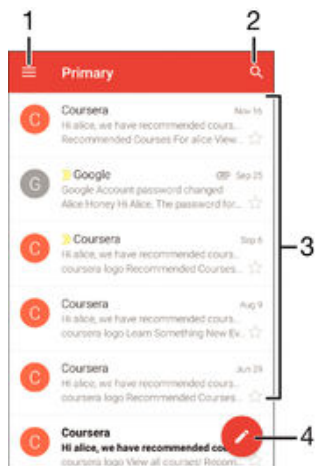 1
2
Primary
C
Coursera
Nov 16
Hi alice, we have recommended cours...
Recommended Courses For alice View...
G
Google
Sep 25
Google Account password changed
Alice Honey Hi Alice, The password for...
C
Coursera
Sep 6
Hi alice, we have recommended cours...
coursera logo Recommended Courses...
3
C
Coursera
Aug 9
Hi alice, we have recommended cours...
coursera logo Learn Something New Ev...
C
Coursera
Jun 29
Hi alice, we have recommended cours...
coursera logo Recommended Courses...
C
Coursera
Hi alice, we have recommended co
coursera logo View all courses! Recom...
4